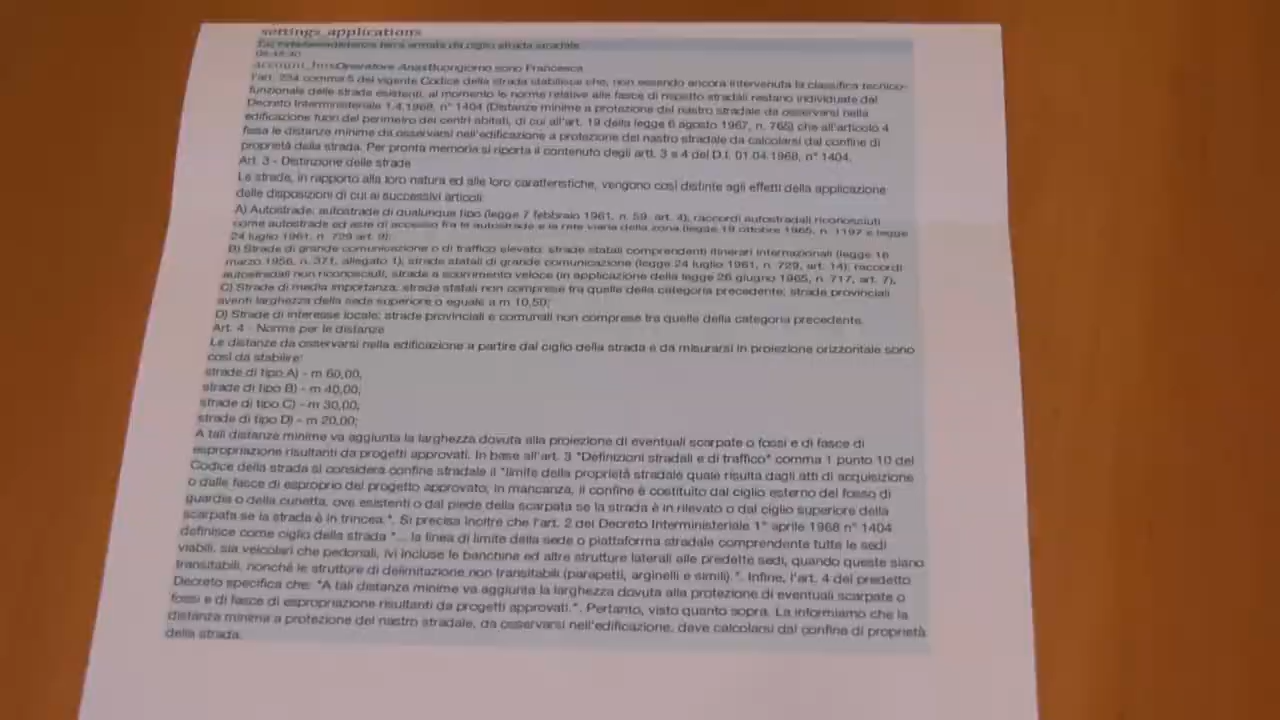 settings_applications
terra armata da ciglio strada statale
account_box Operatore AnasBuongiorno sono Francesca
l'art. 234 comma 5 del vigente Codice della strada stabilisce che, non essendo ancora intervenuta la classifica tecnico-
funzionale delle strade esistenti, al momento le norme relative alle fasce di rispetto stradali restano individuate dal
Decreto Interministeriale 1.4.1968, n° 1404 (Distanze minime a protezione del nastro stradale da osservarsi nella
edificazione fuori del perimetro dei centri abitati, di cui all'art. 19 della legge 6 agosto 1967, n. 765) che all'articolo 4
fissa le distanze minime da osservarsi nell'edificazione a protezione del nastro stradale da calcolarsi dal confine di
proprietà della strada. Per pronta memoria si riporta il contenuto degli artt. 3 e 4 del D.I. 01.04.1968, n° 1404.
Art. 3 - Distinzione delle strade
Le strade, in rapporto alla loro natura ed alle loro caratteristiche, vengono così distinte agli effetti della applicazione
delle disposizioni di cui ai successivi articoli:
A) Autostrade: autostrade di qualunque tipo (legge 7 febbraio 1961, n. 59, art. 4), raccordi autostradali riconosciuti
come autostrade ed aste di accesso fra le autostrade e la rete viaria della zona (legge 19 ottobre 1965, n. 1197 e legge
24 luglio 1961, n. 729 art. 9);
B) Strade di grande comunicazione o di traffico elevato: strade statali comprendenti itinerari internazionali (legge 16
marzo 1956, n. 371, allegato 1), strade statali di grande comunicazione (legge 24 luglio 1961, n. 729, art. 14); raccordi
autostradali non riconosciuti, strade a scorrimento veloce (in applicazione della legge 26 giugno 1965, n. 717, art. 7),
C) Strade di media importanza: strade statali non comprese tra quelle della categoria precedente; strade provinciali
aventi larghezza della sede superiore o eguale a m 10,50;
D) Strade di interesse locale: strade provinciali e comunali non comprese tra quelle della categoria precedente.
Art. 4 - Norme per le distanze
Le distanze da osservarsi nella edificazione a partire dal ciglio della strada e da misurarsi in proiezione orizzontale sono
così da stabilire:
strade di tipo A) - m 60,00;
strade di tipo B) - m 40,00;
strade di tipo C) - m 30,00;
strade di tipo D) - m 20,00;
A tali distanze minime va aggiunta la larghezza dovuta alla proiezione di eventuali scarpate o fossi e di fasce di
espropriazione risultanti da progetti approvati. In base all'art. 3 "Definizioni stradali e di traffico" comma 1 punto 10 del
Codice della strada si considera confine stradale il "limite della proprietà stradale quale risulta dagli atti di acquisizione
o dalle fasce di esproprio del progetto approvato; in mancanza, il confine è costituito dal ciglio esterno del fosso di
guardia o della cunetta, ove esistenti o dal piede della scarpata se la strada è in rilevato o dal ciglio superiore della
scarpata se la strada è in trincea.". Si precisa inoltre che l'art. 2 del Decreto Interministeriale 1° aprile 1968 n° 1404
definisce come ciglio della strada "... la linea di limite della sede o piattaforma stradale comprendente tutte le sedi
viabili, sia veicolari che pedonali, ivi incluse le banchine ed altre strutture laterali alle predette sedi, quando queste siano
transitabili, nonché le strutture di delimitazione non transitabili (parapetti, arginelli e simili).". Infine, l'art. 4 del predetto
Decreto specifica che: "A tali distanze minime va aggiunta la larghezza dovuta alla protezione di eventuali scarpate o
fossi e di fasce di espropriazione risultanti da progetti approvati.". Pertanto, visto quanto sopra, La informiamo che la
distanza minima a protezione del nastro stradale, da osservarsi nell'edificazione, deve calcolarsi dal confine di proprietà
della strada.